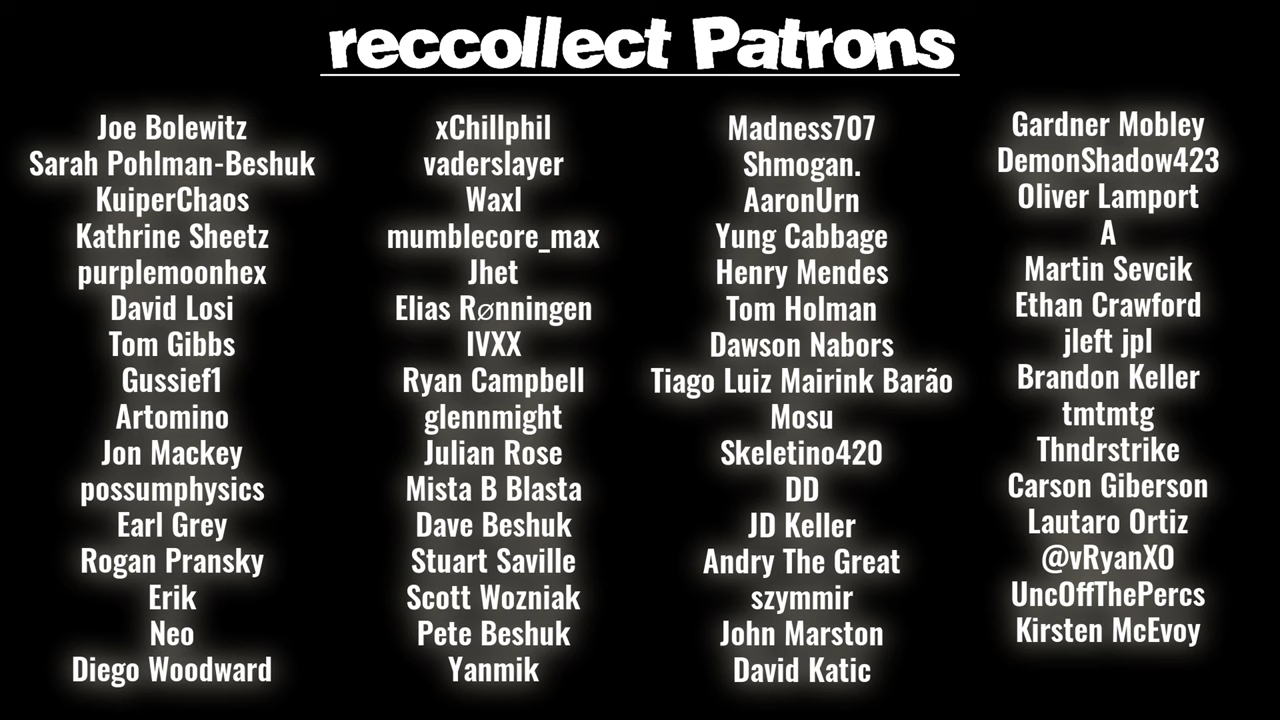 reccollect Patrons
Joe Bolewitz
Sarah Pohlman-Beshuk
KuiperChaos
Kathrine Sheetz
purplemoonhex
David Losi
Tom Gibbs
Gussief1
Artomino
Jon Mackey
possumphysics
Earl Grey
Rogan Pransky
Erik
Neo
Diego Woodward
xChillphil
vaderslayer
Waxl
mumblecore_max
Jhet
Elias Rønningen
IVXX
Ryan Campbell
glennmight
Julian Rose
Mista B Blasta
Dave Beshuk
Stuart Saville
Scott Wozniak
Pete Beshuk
Yanmik
Madness707
Shmogan.
AaronUrn
Yung Cabbage
Henry Mendes
Tom Holman
Dawson Nabors
Tiago Luiz Mairink Barão
Mosu
Skeletino420
DD
JD Keller
Andry The Great
szymmir
John Marston
David Katic
Gardner Mobley
DemonShadow423
Oliver Lamport
A
Martin Sevcik
Ethan Crawford
jleft jpl
Brandon Keller
tmtmtg
Thndrstrike
Carson Giberson
Lautaro Ortiz
@vRyanXO
UncOffThePercs
Kirsten McEvoy